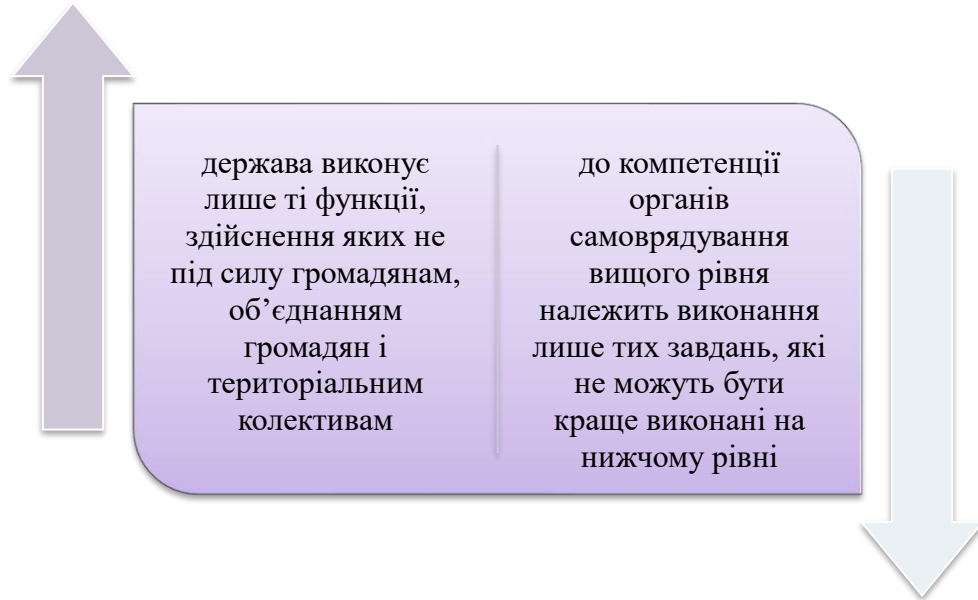 держава виконує
лише ті функції,
здійснення яких не
під силу громадянам,
об’єднанням
громадян і
територіальним
колективам
до компетенції
органів
самоврядування
вищого рівня
належить виконання
лише тих завдань, які
не можуть бути
краще виконані на
нижчому рівні